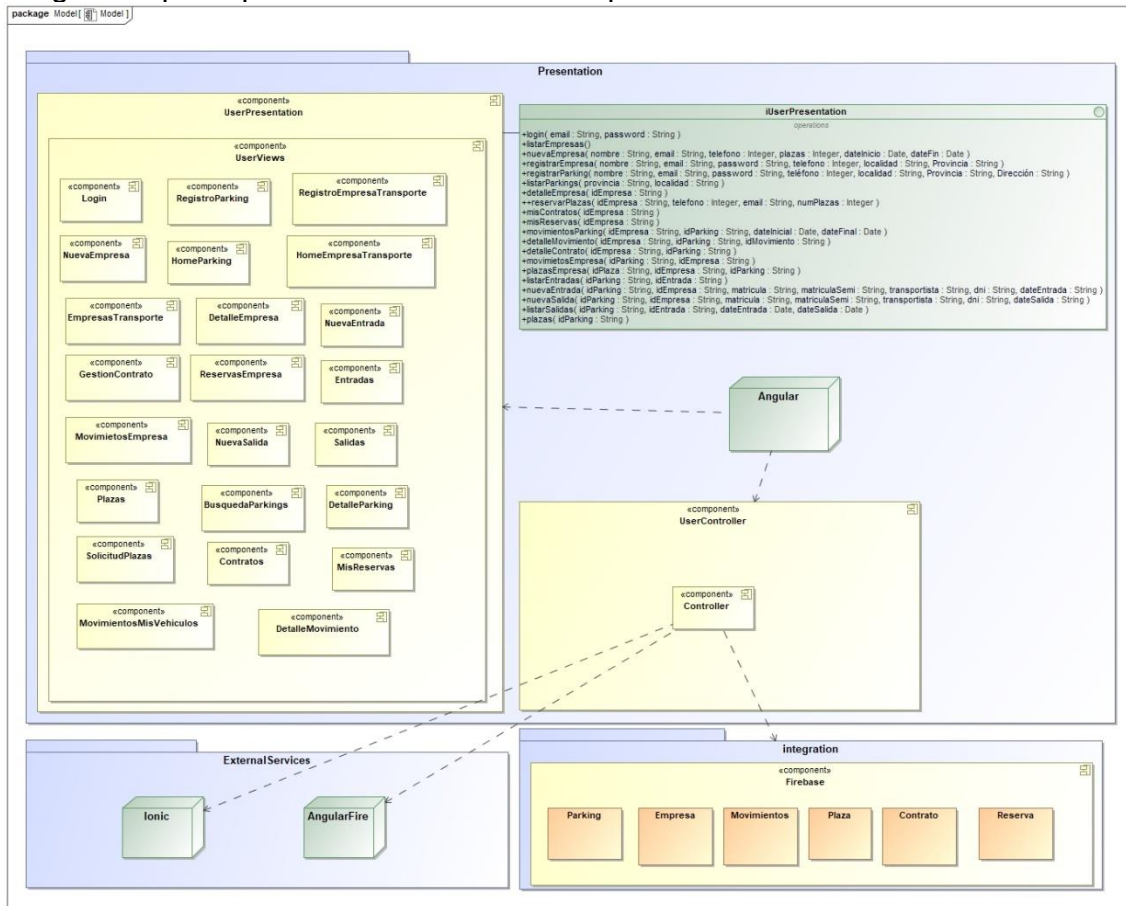 package Model [ Model ]
Presentation
«component»
UserPresentation
«component»
UserViews
«component»
Login
«component»
RegistroParking
«component»
RegistroEmpresaTransporte
«component»
NuevaEmpresa
«component»
HomeParking
«component»
HomeEmpresaTransporte
«component»
EmpresasTransporte
«component»
DetalleEmpresa
«component»
NuevaEntrada
«component»
GestionContrato
«component»
ReservasEmpresa
«component»
Entradas
«component»
MovimietosEmpresa
«component»
NuevaSalida
«component»
Salidas
«component»
Plazas
«component»
BusquedaParkings
«component»
DetalleParking
«component»
SolicitudPlazas
«component»
Contratos
«component»
MisReservas
«component»
MovimientosMisVehiculos
«component»
DetalleMovimiento
iUserPresentation
operations
+login( email : String, password : String )
+listarEmpresas()
+nuevaEmpresa( nombre : String, email : String, telefono : Integer, plazas : Integer, dateInicio : Date, dateFin : Date )
+registrarEmpresa( nombre : String, email : String, password : String, telefono : Integer, localidad : String, Provincia : String )
+registrarParking( nombre : String, email : String, password : String, teléfono : Integer, localidad : String, Provincia : String, Dirección : String )
+listarParkings( provincia : String, localidad : String )
+detalleEmpresa( idEmpresa : String )
++reservarPlazas( idEmpresa : String, telefono : Integer, email : String, numPlazas : Integer )
+misContratos( idEmpresa : String )
+misReservas( idEmpresa : String )
+movimientosParking( idEmpresa : String, idParking : String, dateInicial : Date, dateFinal : Date )
+detalleMovimiento( idEmpresa : String, idParking : String, idMovimiento : String )
+detalleContrato( idEmpresa : String, idParking : String )
+movimietosEmpresa( idParking : String, idEmpresa : String )
+plazasEmpresa( idPlaza : String, idEmpresa : String, idParking : String )
+listarEntradas( idParking : String, idEntrada : String )
+nuevaEntrada( idParking : String, idEmpresa : String, matricula : String, matriculaSemi : String, transportista : String, dni : String, dateEntrada : String )
+nuevaSalida( idParking : String, idEmpresa : String, matricula : String, matriculaSemi : String, transportista : String, dni : String, dateSalida : String )
+listarSalidas( idParking : String, idEntrada : String, dateEntrada : Date, dateSalida : Date )
+plazas( idParking : String )
Angular
«component»
UserController
«component»
Controller
ExternalServices
Ionic
AngularFire
integration
«component»
Firebase
Parking
Empresa
Movimientos
Plaza
Contrato
Reserva